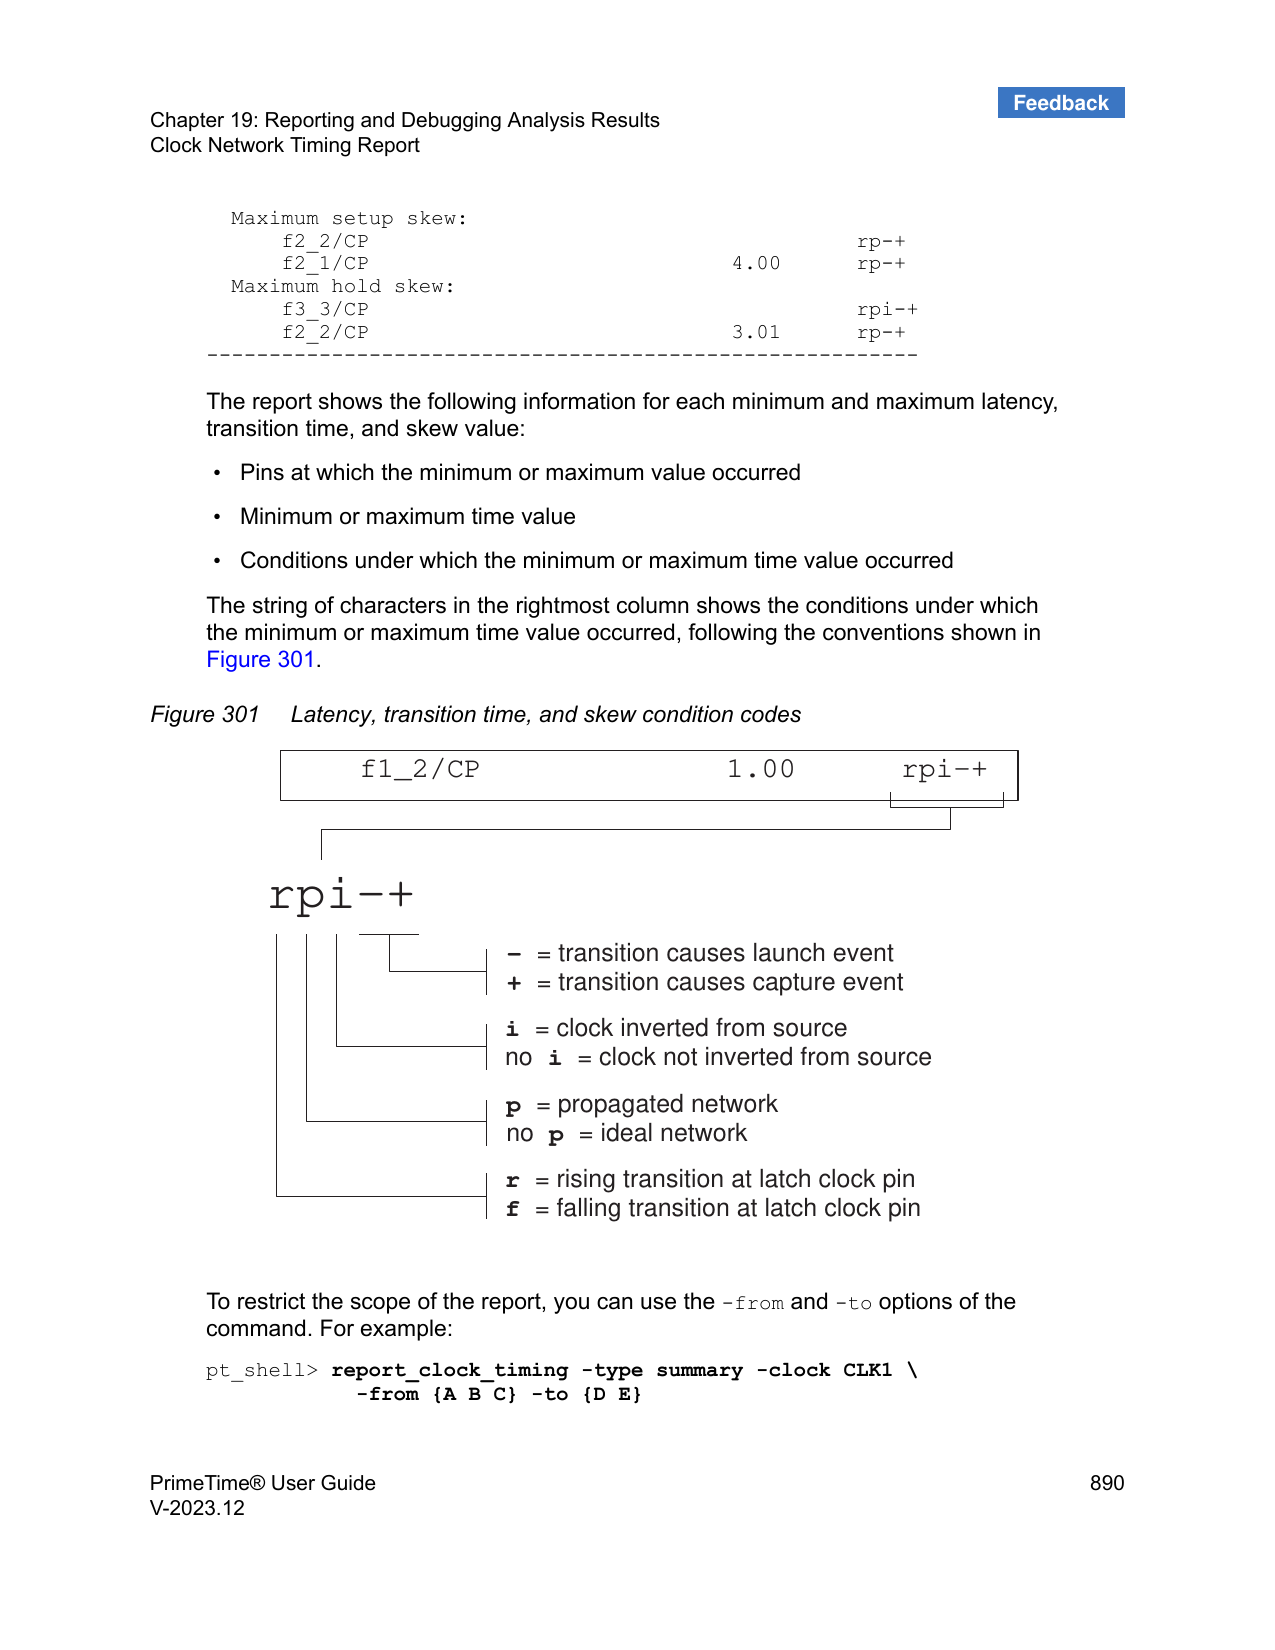 Feedback
Chapter 19: Reporting and Debugging Analysis Results
Clock Network Timing Report
Maximum setup skew:
f2_2/CP rp-+
f2_1/CP 4.00 rp-+
Maximum hold skew:
f3_3/CP rpi-+
f2_2/CP 3.01 rp-+
---------------------------------------------------------
The report shows the following information for each minimum and maximum latency,
transition time, and skew value:
• Pins at which the minimum or maximum value occurred
• Minimum or maximum time value
• Conditions under which the minimum or maximum time value occurred
The string of characters in the rightmost column shows the conditions under which
the minimum or maximum time value occurred, following the conventions shown in
Figure 301.
Figure 301 Latency, transition time, and skew condition codes
f1_2/CP 1.00 rpi-+
rpi-+
- = transition causes launch event
+ = transition causes capture event
i = clock inverted from source
no i = clock not inverted from source
p = propagated network
no p = ideal network
r = rising transition at latch clock pin
f = falling transition at latch clock pin
To restrict the scope of the report, you can use the -from and -to options of the
command. For example:
pt_shell> report_clock_timing -type summary -clock CLK1 \
-from {A B C} -to {D E}
PrimeTime® User Guide 890
V-2023.12